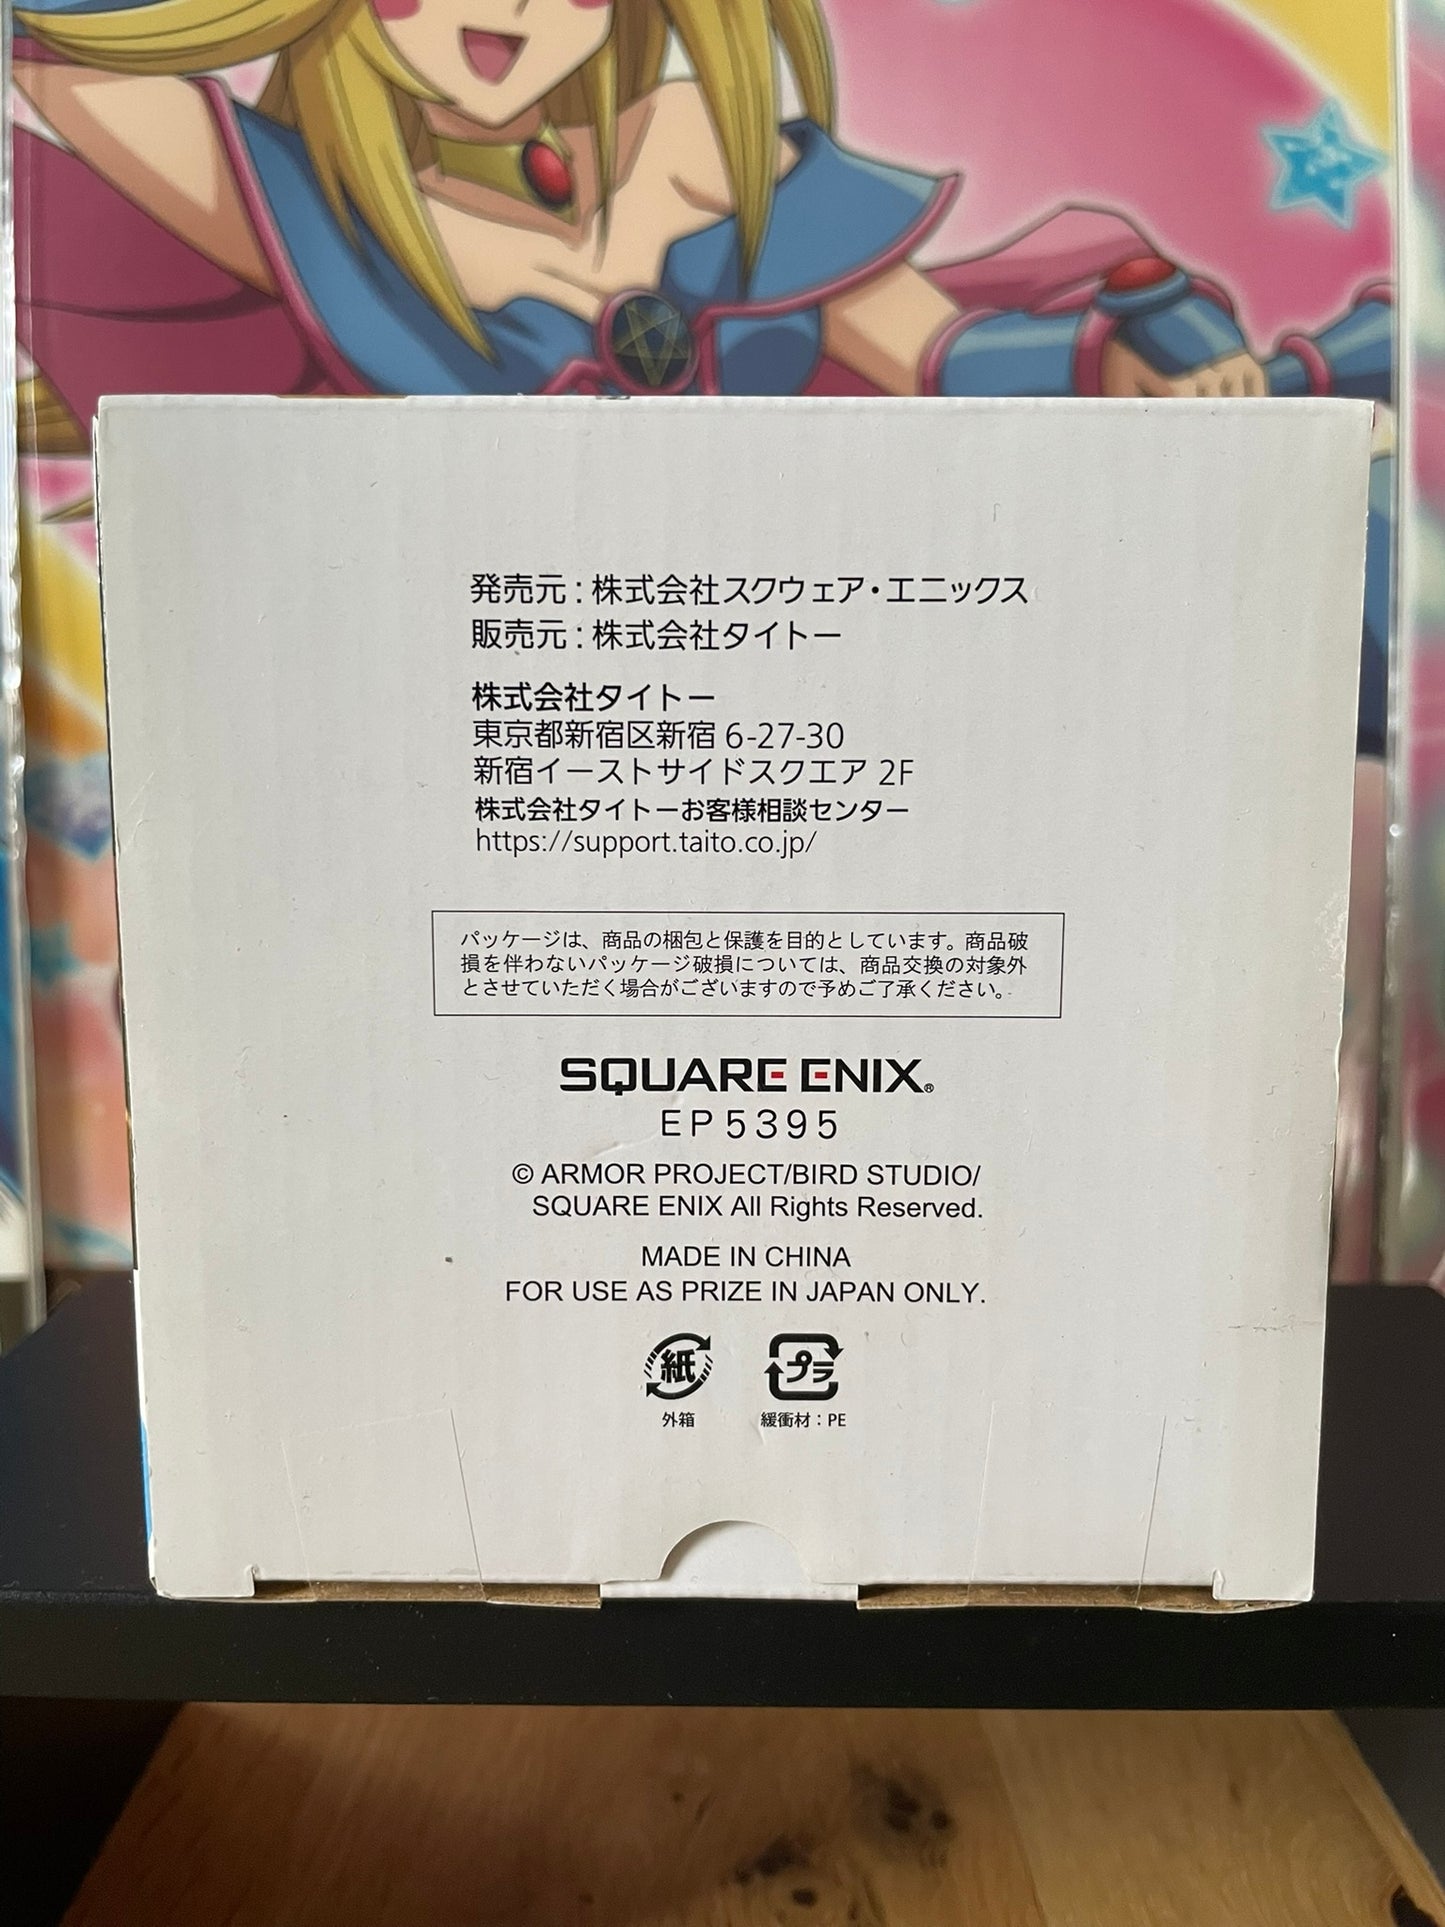 発売元：株式会社スクウェア・エニックス
販売元：株式会社タイトー
株式会社タイトー
東京都新宿区新宿 6-27-30
新宿イーストサイドスクエア 2F
株式会社タイトーお客様相談センター
https://support.taito.co.jp/
パッケージは、商品の梱包と保護を目的としています。商品破
損を伴わないパッケージ破損については、商品交換の対象外
とさせていただく場合がございますので予めご了承ください。
SQUARE ENIX®
EP5395
© ARMOR PROJECT/BIRD STUDIO/
SQUARE ENIX All Rights Reserved.
MADE IN CHINA
FOR USE AS PRIZE IN JAPAN ONLY.
紙 プラ
外箱 緩衝材：PE